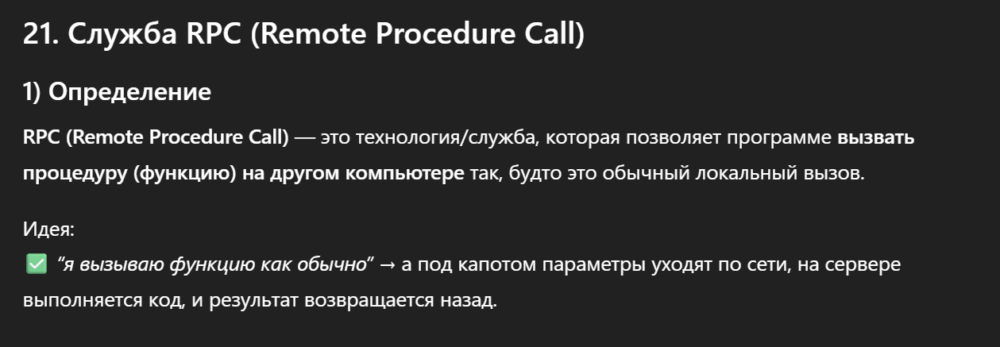 21. Служба RPC (Remote Procedure Call)
1) Определение
RPC (Remote Procedure Call) — это технология/служба, которая позволяет программе вызвать
процедуру (функцию) на другом компьютере так, будто это обычный локальный вызов.
Идея:
✅ “я вызываю функцию как обычно” → а под капотом параметры уходят по сети, на сервере
выполняется код, и результат возвращается назад.